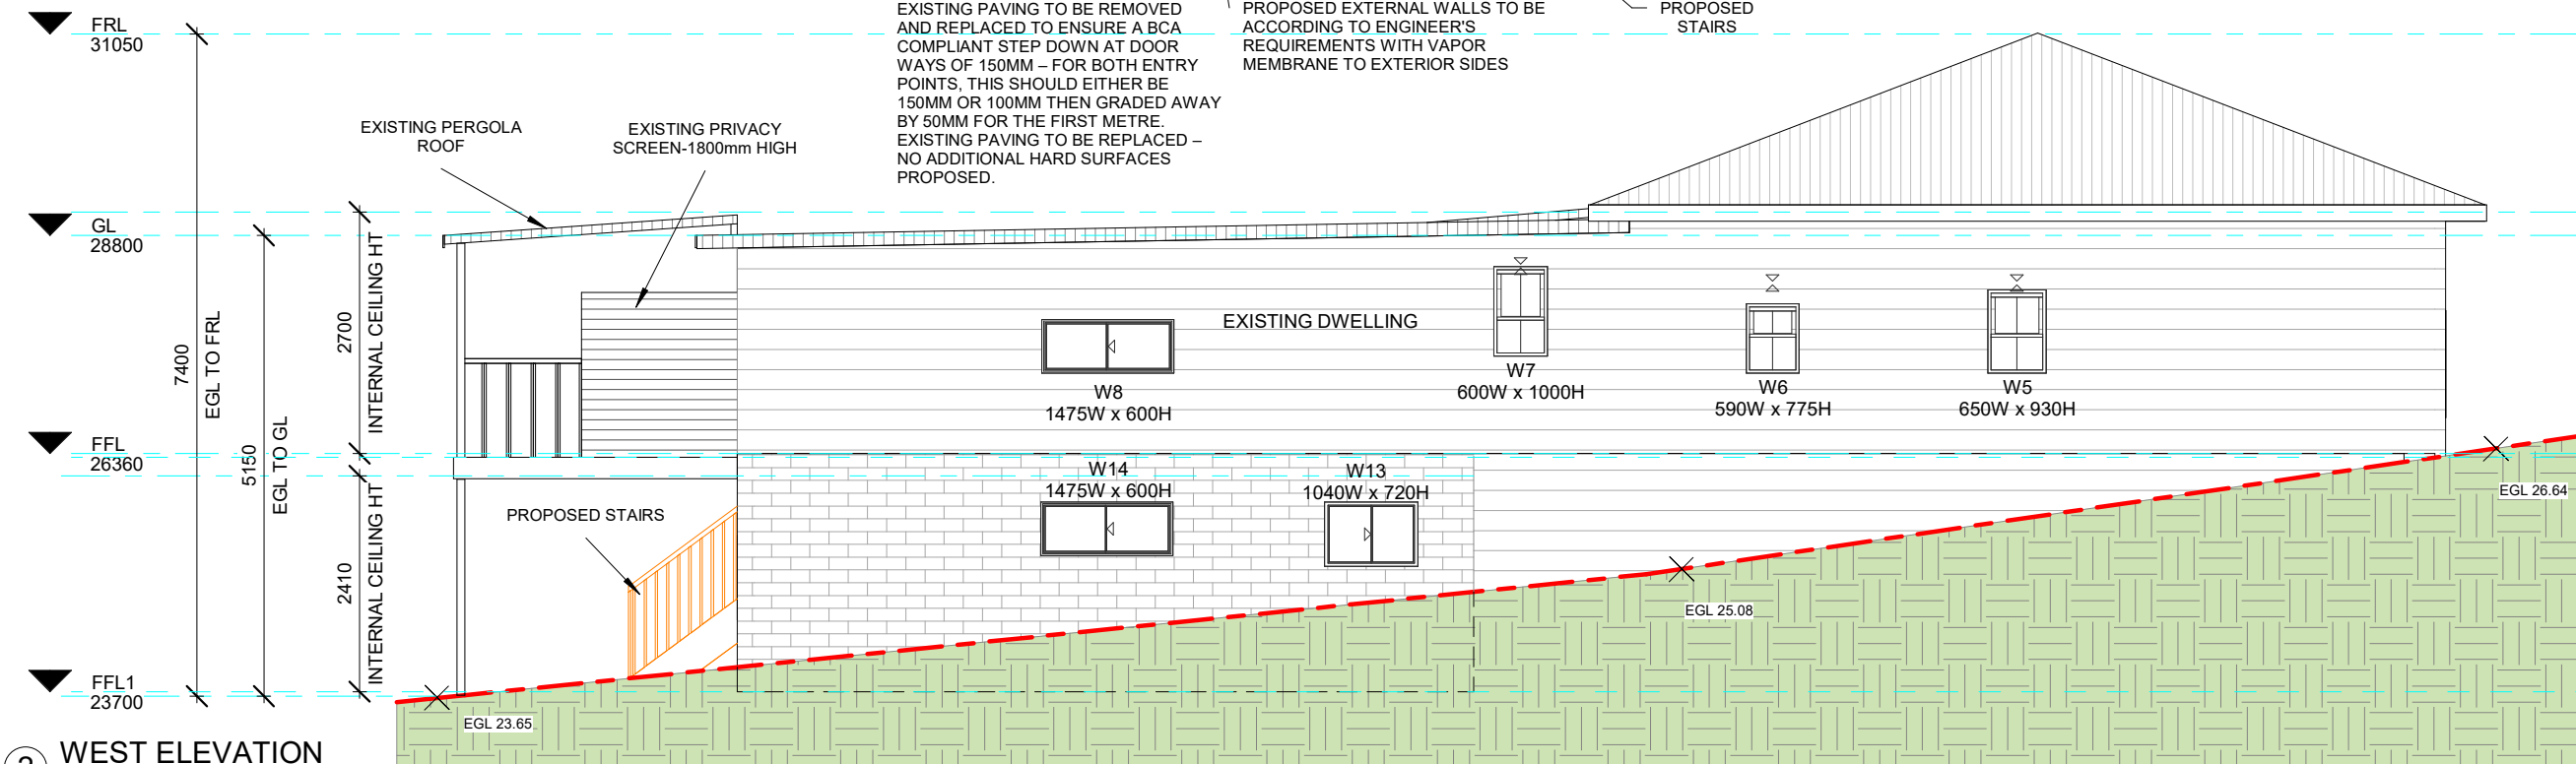 EXISTING PAVING TO BE REMOVED
AND REPLACED TO ENSURE A BCA
COMPLIANT STEP DOWN AT DOOR
WAYS OF 150MM – FOR BOTH ENTRY
POINTS, THIS SHOULD EITHER BE
150MM OR 100MM THEN GRADED AWAY
BY 50MM FOR THE FIRST METRE.
EXISTING PAVING TO BE REPLACED –
NO ADDITIONAL HARD SURFACES
PROPOSED.
PROPOSED EXTERNAL WALLS TO BE
ACCORDING TO ENGINEER'S
REQUIREMENTS WITH VAPOR
MEMBRANE TO EXTERIOR SIDES
PROPOSED
STAIRS
FRL
31050
EXISTING PERGOLA
ROOF
EXISTING PRIVACY
SCREEN-1800mm HIGH
GL
28800
7400
EGL TO FRL
5150
EGL TO GL
2700
INTERNAL CEILING HT
2410
INTERNAL CEILING HT
EXISTING DWELLING
W8
1475W x 600H
W7
600W x 1000H
W6
590W x 775H
W5
650W x 930H
FFL
26360
W14
1475W x 600H
W13
1040W x 720H
EGL 26.64
PROPOSED STAIRS
EGL 25.08
FFL1
23700
EGL 23.65
WEST ELEVATION